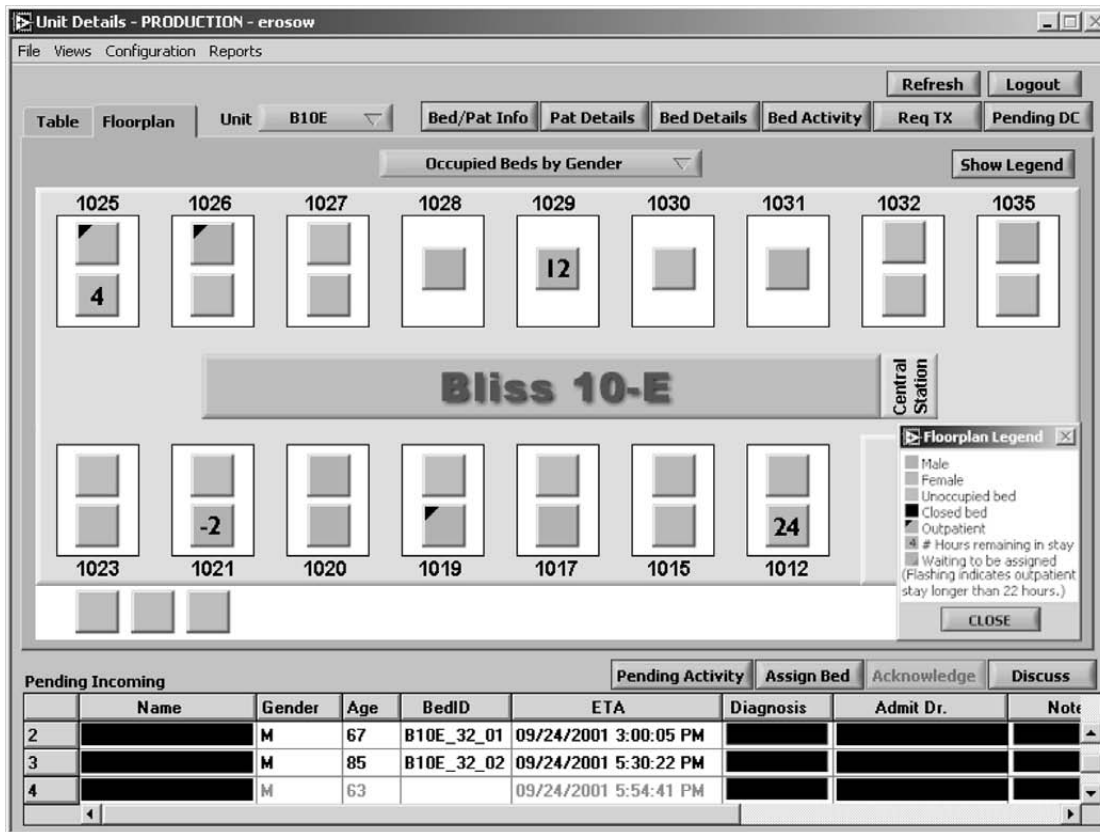 Unit Details - PRODUCTION - erosow
File Views Configuration Reports
Refresh Logout
Table Floorplan Unit B10E Bed/Pat Info Pat Details Bed Details Bed Activity Req TX Pending DC
Occupied Beds by Gender Show Legend
1025 1026 1027 1028 1029 1030 1031 1032 1035
12
4
Bliss 10-E
Central Station
Floorplan Legend
Male
Female
Unoccupied bed
Closed bed
Outpatient
4 # Hours remaining in stay
Waiting to be assigned
(Flashing indicates outpatient
stay longer than 22 hours.)
CLOSE
-2 24
1023 1021 1020 1019 1017 1015 1012
Pending Incoming Pending Activity Assign Bed Acknowledge Discuss
Name Gender Age BedID ETA Diagnosis Admit Dr. Note
2 M 67 B10E_32_01 09/24/2001 3:00:05 PM
3 M 85 B10E_32_02 09/24/2001 5:30:22 PM
4 M 63 09/24/2001 5:54:41 PM